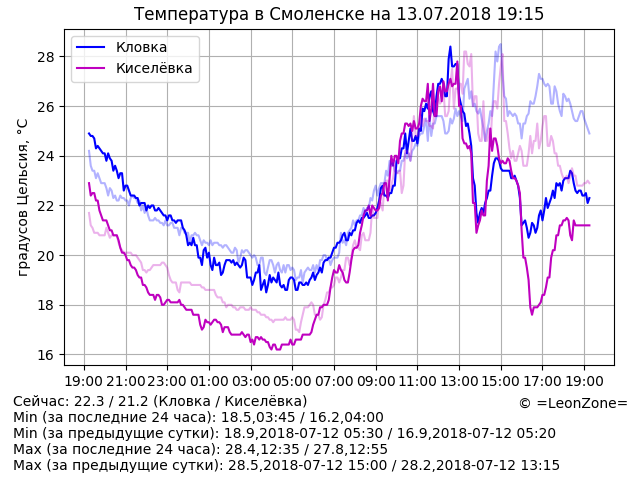 Температура в Смоленске на 13.07.2018 19:15
Кловка
Киселёвка
градусов Цельсия, °C
28
26
24
22
20
18
16
19:00 21:00 23:00 01:00 03:00 05:00 07:00 09:00 11:00 13:00 15:00 17:00 19:00
Сейчас: 22.3 / 21.2 (Кловка / Киселёвка)
© =LeonZone=
Min (за последние 24 часа): 18.5,03:45 / 16.2,04:00
Min (за предыдущие сутки): 18.9,2018-07-12 05:30 / 16.9,2018-07-12 05:20
Max (за последние 24 часа): 28.4,12:35 / 27.8,12:55
Max (за предыдущие сутки): 28.5,2018-07-12 15:00 / 28.2,2018-07-12 13:15